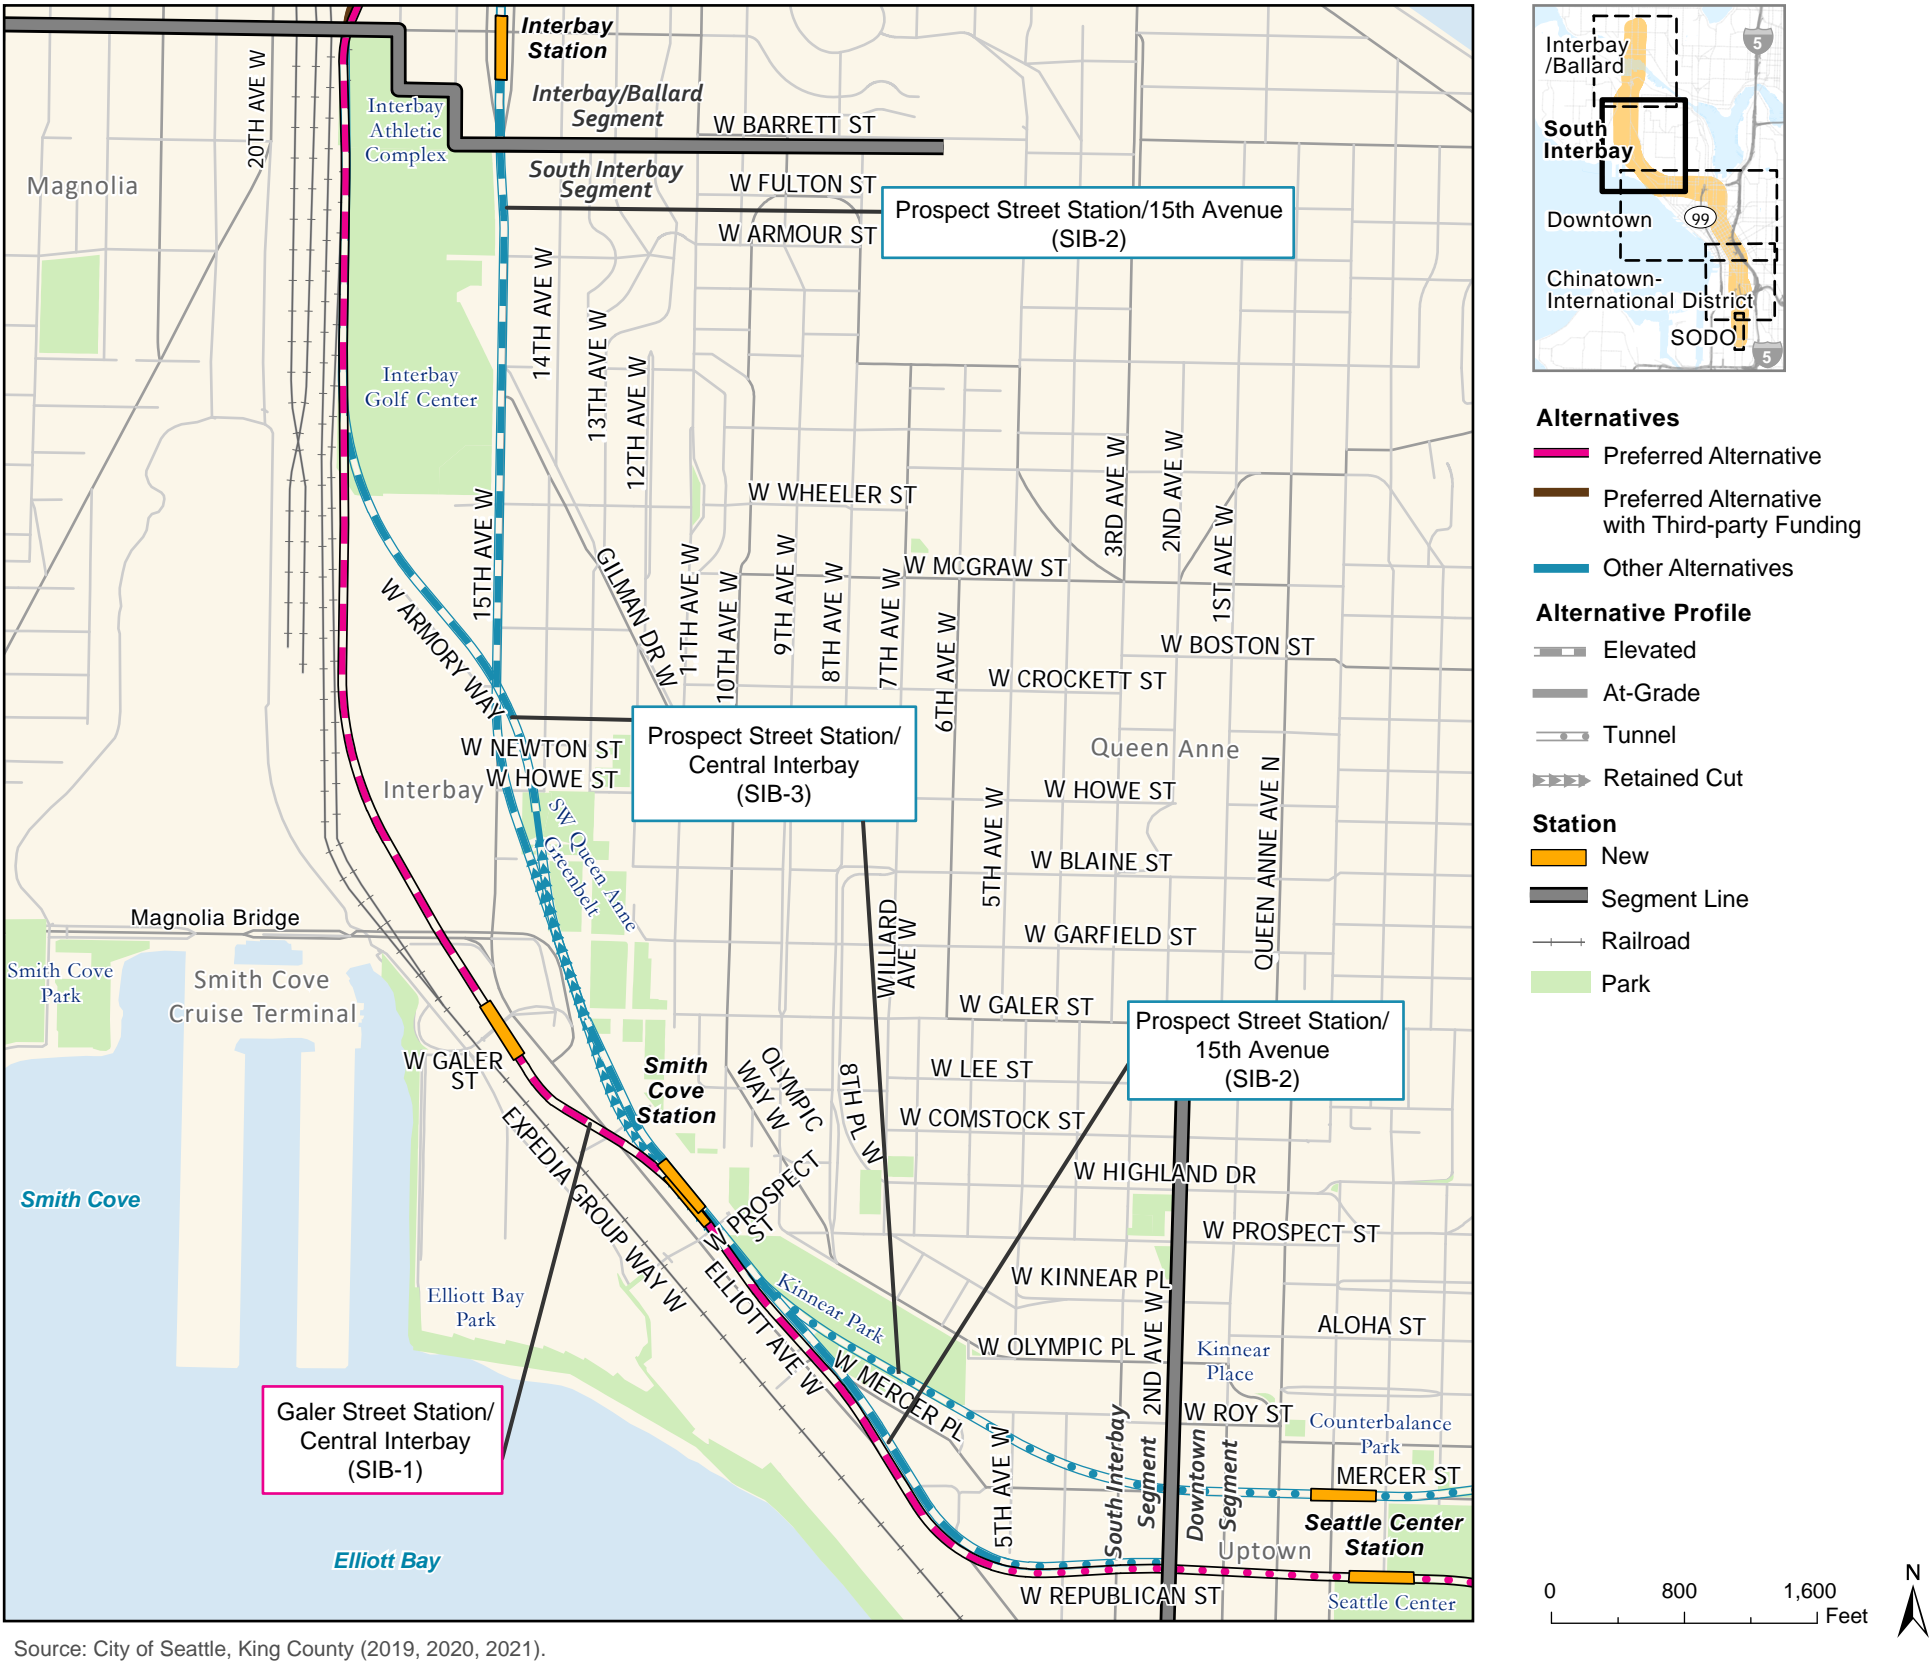 Interbay
Station
Interbay/Ballard
Segment
W BARRETT ST
South Interbay
Segment
W FULTON ST
W ARMOUR ST
Prospect Street Station/15th Avenue
(SIB-2)
20TH AVE W
Interbay
Athletic
Complex
Magnolia
Interbay
Golf Center
14TH AVE W
13TH AVE W
12TH AVE W
15TH AVE W
W WHEELER ST
3RD AVE W
2ND AVE W
1ST AVE W
W MCGRAW ST
GILMAN DR W
11TH AVE W
10TH AVE W
9TH AVE W
8TH AVE W
7TH AVE W
6TH AVE W
W BOSTON ST
W CROCKETT ST
W ARMORY WAY
W NEWTON ST
W HOWE ST
Interbay
Prospect Street Station/
Central Interbay
(SIB-3)
Queen Anne
W HOWE ST
5TH AVE W
QUEEN ANNE AVE N
W BLAINE ST
SW Queen Anne
Greenbelt
WILLARD
AVE W
W GARFIELD ST
Magnolia Bridge
Smith Cove
Park
Smith Cove
Cruise Terminal
W GALER ST
Prospect Street Station/
15th Avenue
(SIB-2)
W GALER
ST
Smith
Cove
Station
OLYMPIC
WAY W
8TH PL W
W LEE ST
W COMSTOCK ST
W HIGHLAND DR
EXPEDIA GROUP WAY W
W PROSPECT
ST
W PROSPECT ST
Smith Cove
Elliott Bay
Park
ELLIOTT AVE W
Kinnear Park
W KINNEAR PL
ALOHA ST
W OLYMPIC PL
2ND AVE W
Kinnear
Place
W MERCER PL
W ROY ST
Counterbalance
Park
Galer Street Station/
Central Interbay
(SIB-1)
5TH AVE W
South Interbay
Segment
Downtown
Segment
MERCER ST
Seattle Center
Station
Uptown
Elliott Bay
W REPUBLICAN ST
Seattle Center
Source: City of Seattle, King County (2019, 2020, 2021).
Interbay
/Ballard
5
South
Interbay
Downtown
99
Chinatown-
International District
SODO
5
Alternatives
Preferred Alternative
Preferred Alternative
with Third-party Funding
Other Alternatives
Alternative Profile
Elevated
At-Grade
Tunnel
Retained Cut
Station
New
Segment Line
Railroad
Park
0 800 1,600
Feet
N